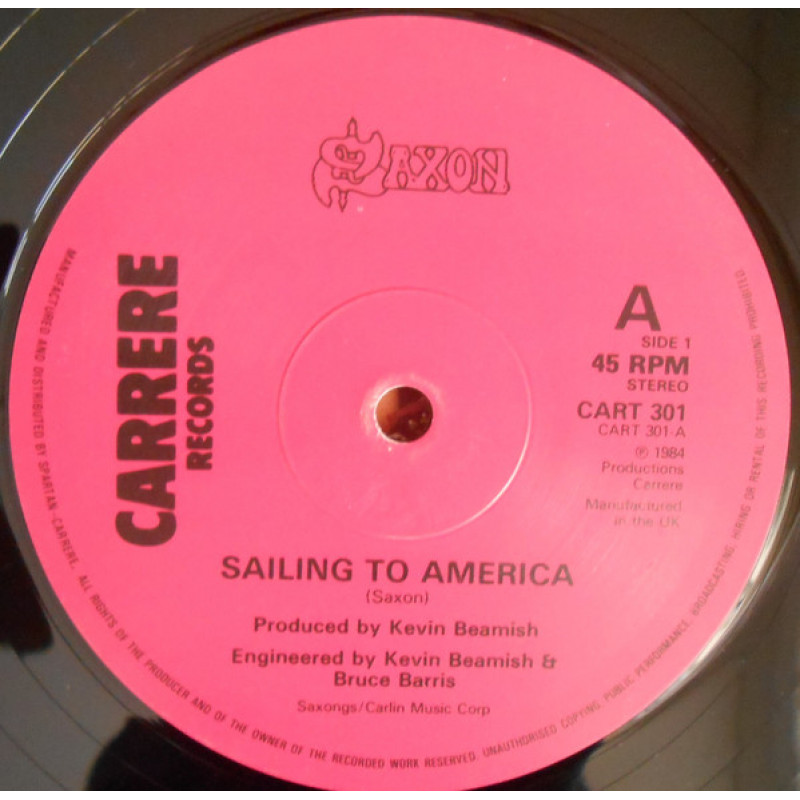 SAXON
CARRERE
RECORDS
A
SIDE 1
45 RPM
STEREO
CART 301
CART 301-A
℗ 1984
Productions
Carrere
Manufactured
in the UK
SAILING TO AMERICA
(Saxon)
Produced by Kevin Beamish
Engineered by Kevin Beamish &
Bruce Barris
Saxongs/Carlin Music Corp
MANUFACTURED AND DISTRIBUTED BY SPARTAN-CARRERE. ALL RIGHTS OF THE PRODUCER AND OF THE OWNER OF THE RECORDED WORK RESERVED. UNAUTHORISED COPYING, PUBLIC PERFORMANCE, BROADCASTING, HIRING OR RENTAL OF THIS RECORDING PROHIBITED